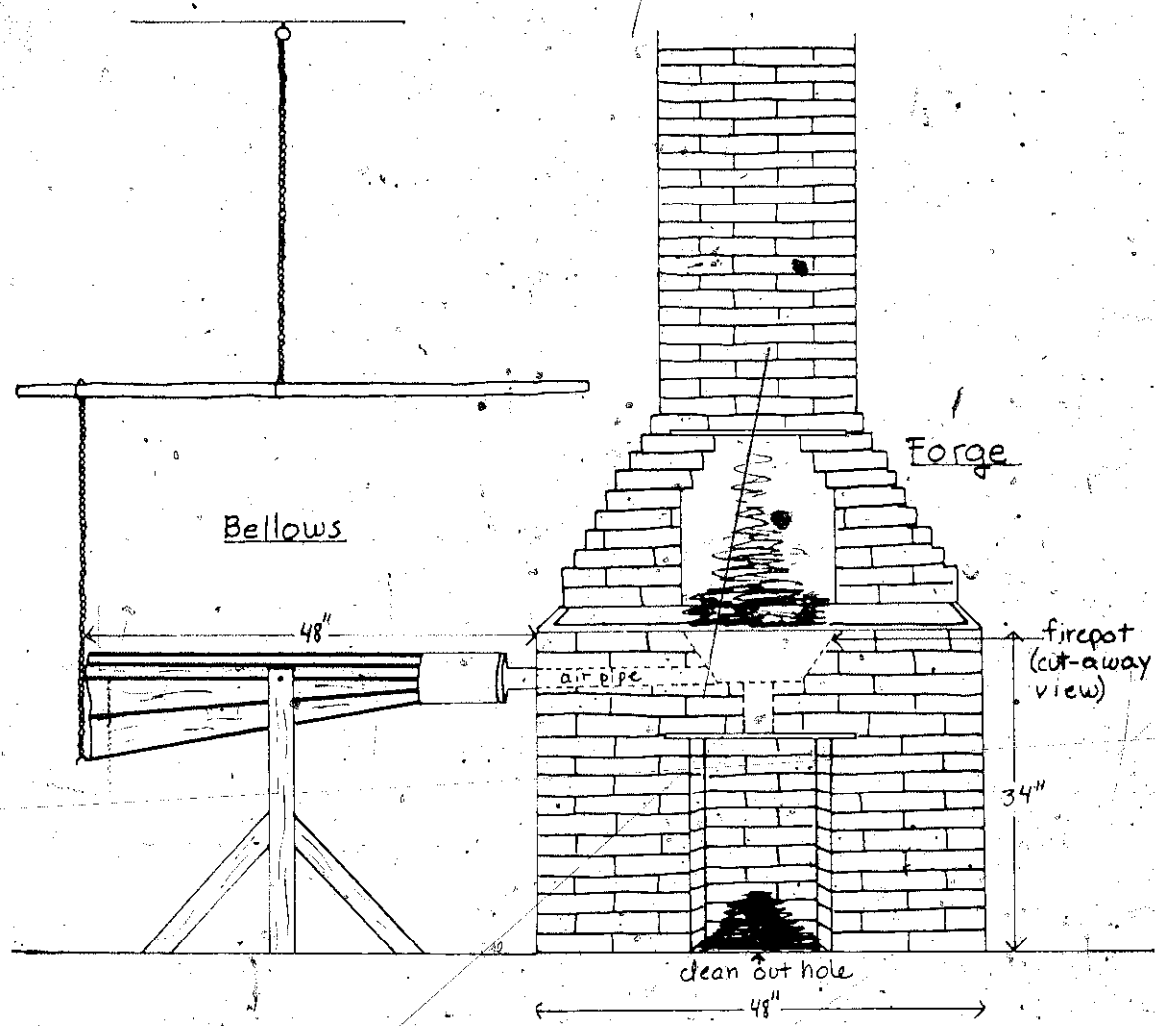 Forge
Bellows
48"
firepot
(cut-away
view)
air pipe
34"
clean out hole
48"